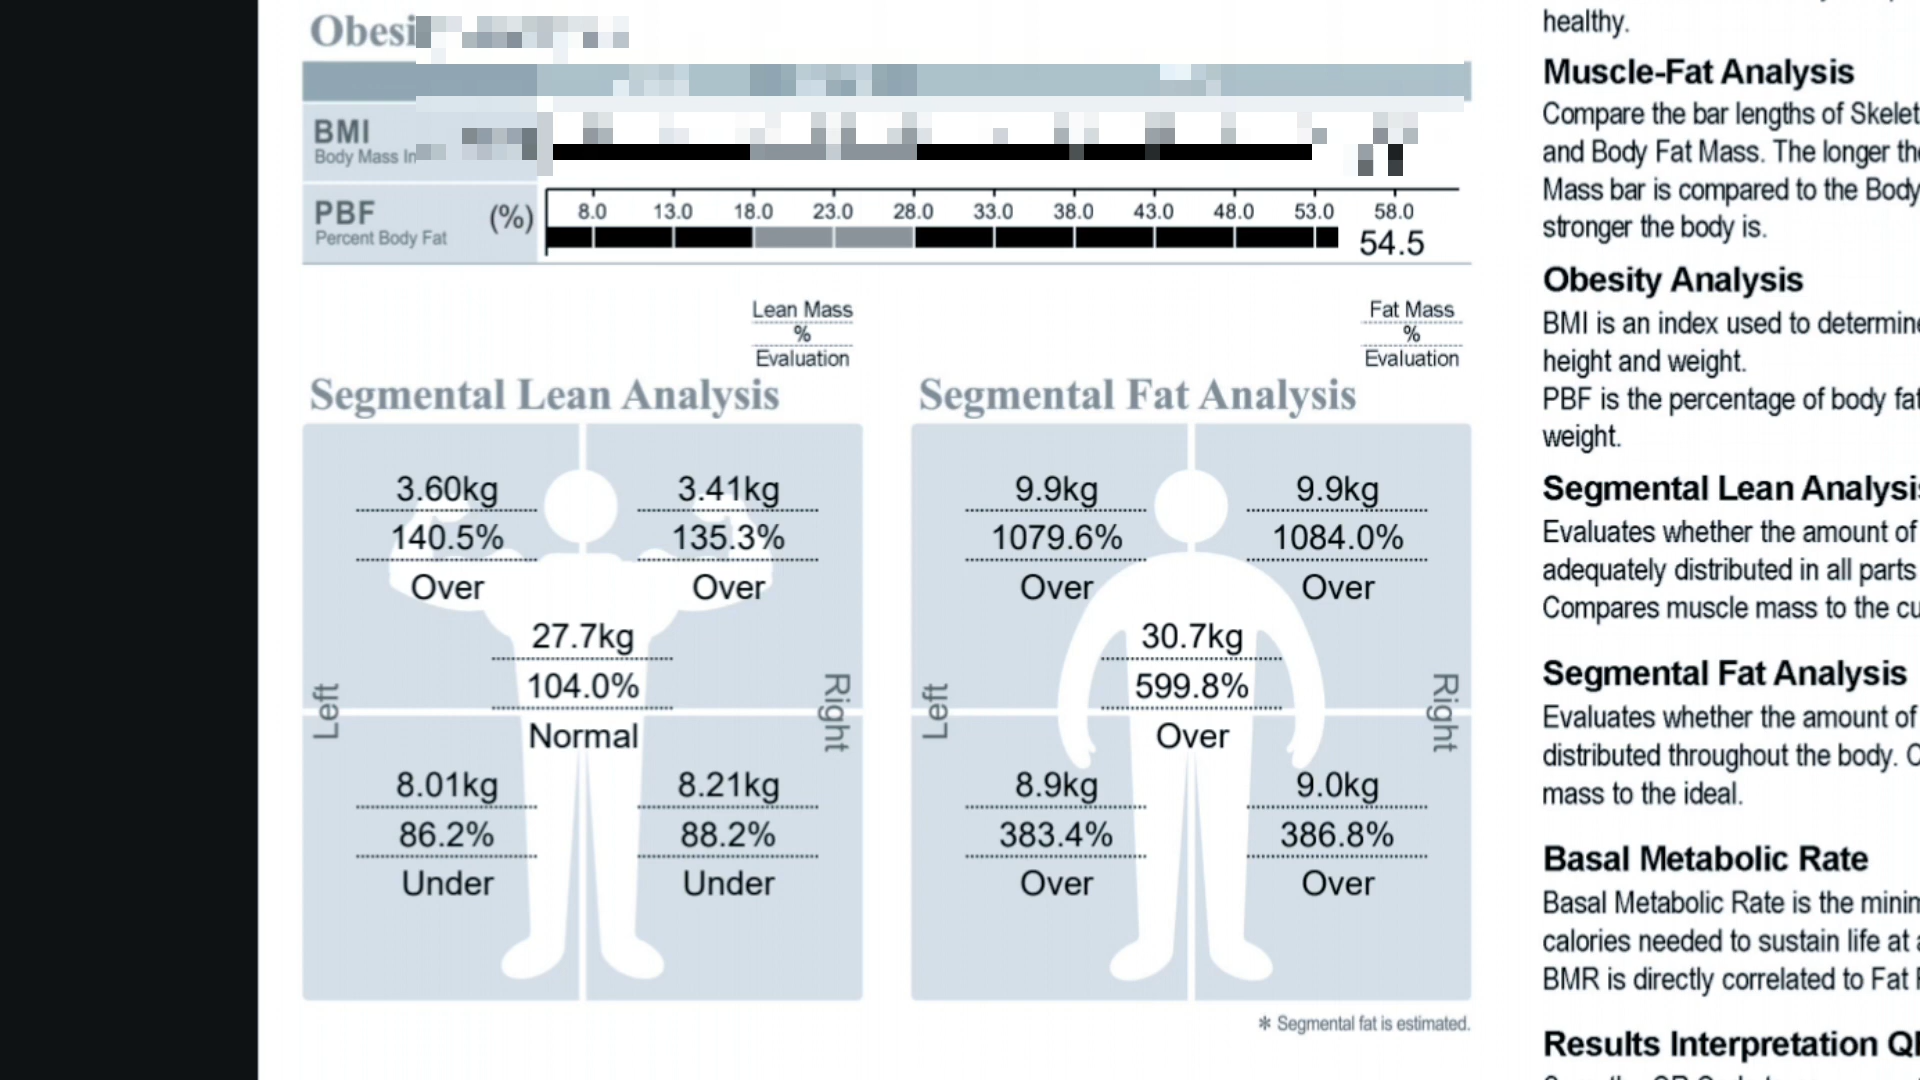 healthy.
Obesi
BMI
Body Mass In
PBF (%)
Percent Body Fat
8.0 13.0 18.0 23.0 28.0 33.0 38.0 43.0 48.0 53.0 58.0
54.5
Lean Mass
%
Evaluation
Segmental Lean Analysis
3.60kg 3.41kg
140.5% 135.3%
Over Over
27.7kg
104.0%
Normal
Left Right
8.01kg 8.21kg
86.2% 88.2%
Under Under
Fat Mass
%
Evaluation
Segmental Fat Analysis
9.9kg 9.9kg
1079.6% 1084.0%
Over Over
30.7kg
599.8%
Over
Left Right
8.9kg 9.0kg
383.4% 386.8%
Over Over
* Segmental fat is estimated.
Muscle-Fat Analysis
Compare the bar lengths of Skelet
and Body Fat Mass. The longer the
Mass bar is compared to the Body
stronger the body is.
Obesity Analysis
BMI is an index used to determine
height and weight.
PBF is the percentage of body fat
weight.
Segmental Lean Analysis
Evaluates whether the amount of
adequately distributed in all parts
Compares muscle mass to the cu
Segmental Fat Analysis
Evaluates whether the amount of
distributed throughout the body. C
mass to the ideal.
Basal Metabolic Rate
Basal Metabolic Rate is the minim
calories needed to sustain life at a
BMR is directly correlated to Fat F
Results Interpretation QR